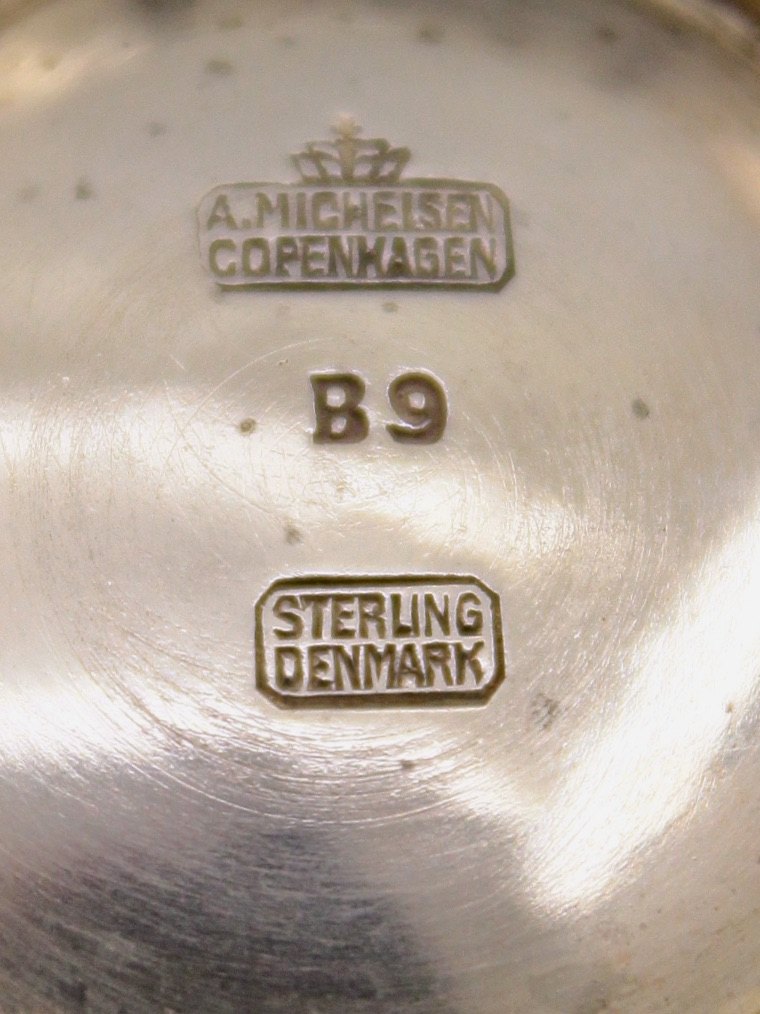 A. MICHELSEN
COPENHAGEN
B9
STERLING
DENMARK